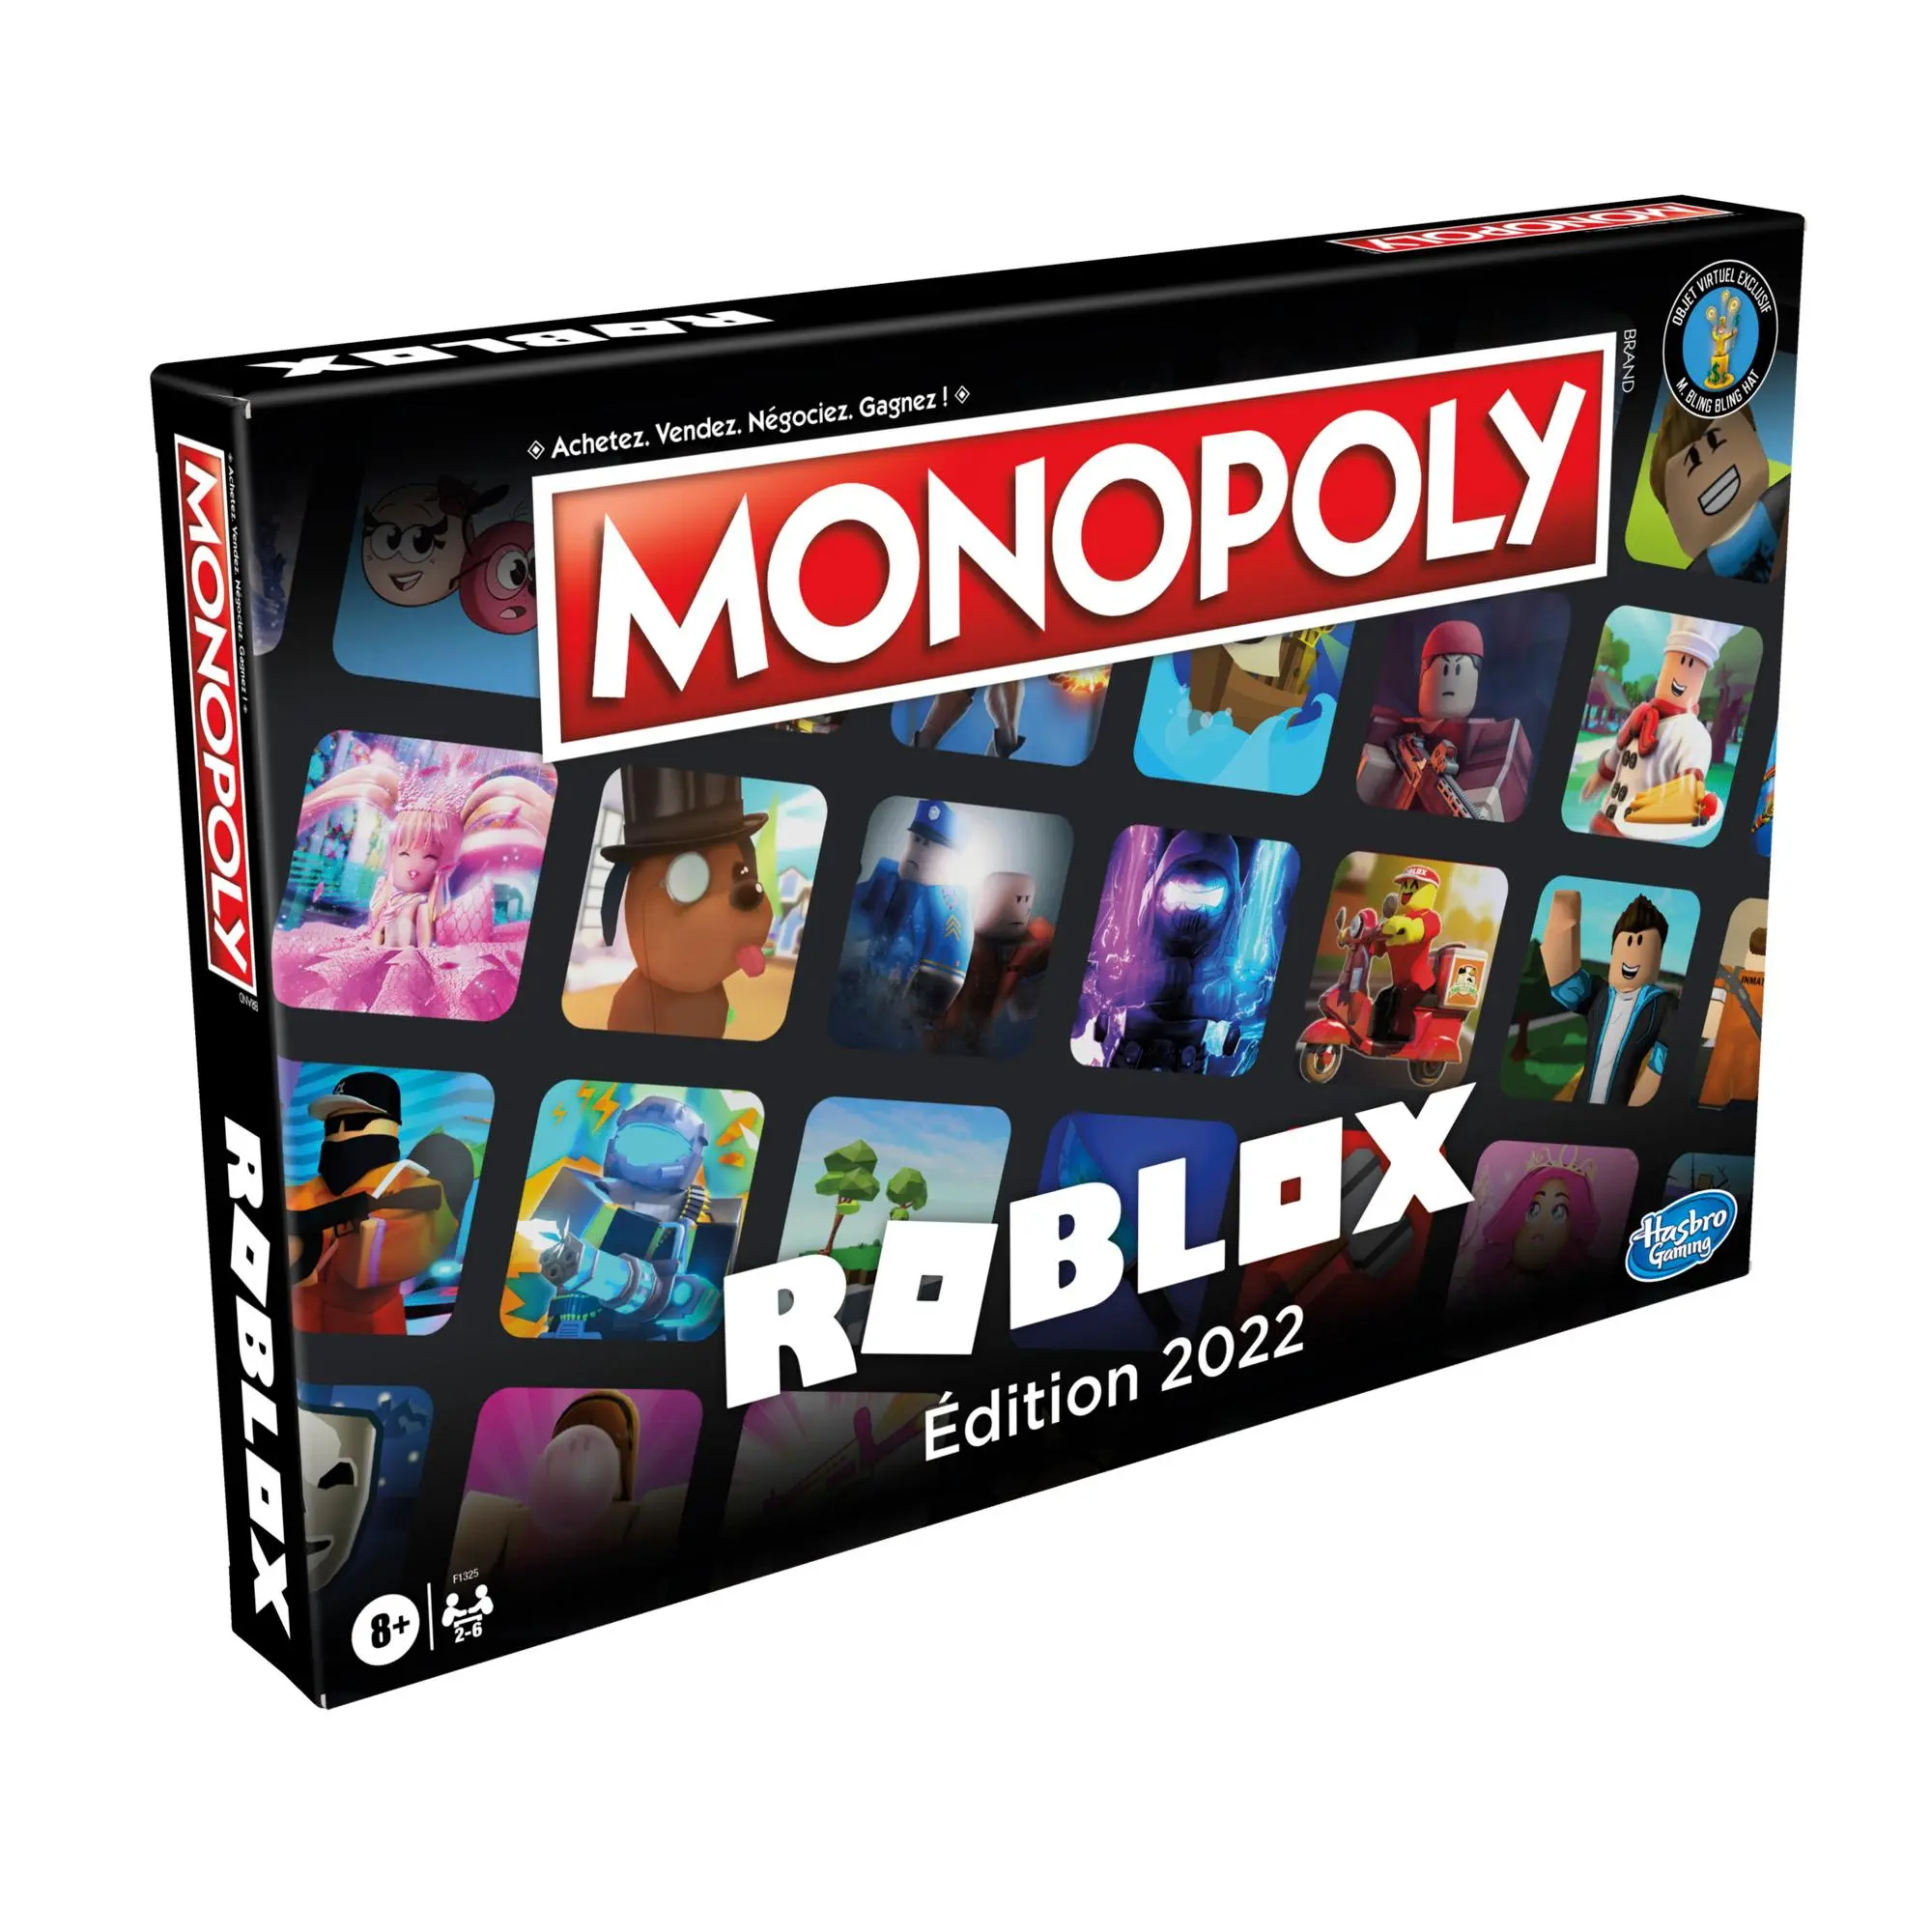 MONOPOLY
ROBLOX
OBJET VIRTUEL EXCLUSIF
M. BLING BLING HAT
Achetez. Vendez. Négociez. Gagnez !
BRAND
MONOPOLY
MONOPOLY
Achetez. Vendez. Négociez. Gagnez !
BRAND
ROBLOX
ROBLOX
Édition 2022
Hasbro
Gaming
F1325
8+
2-6